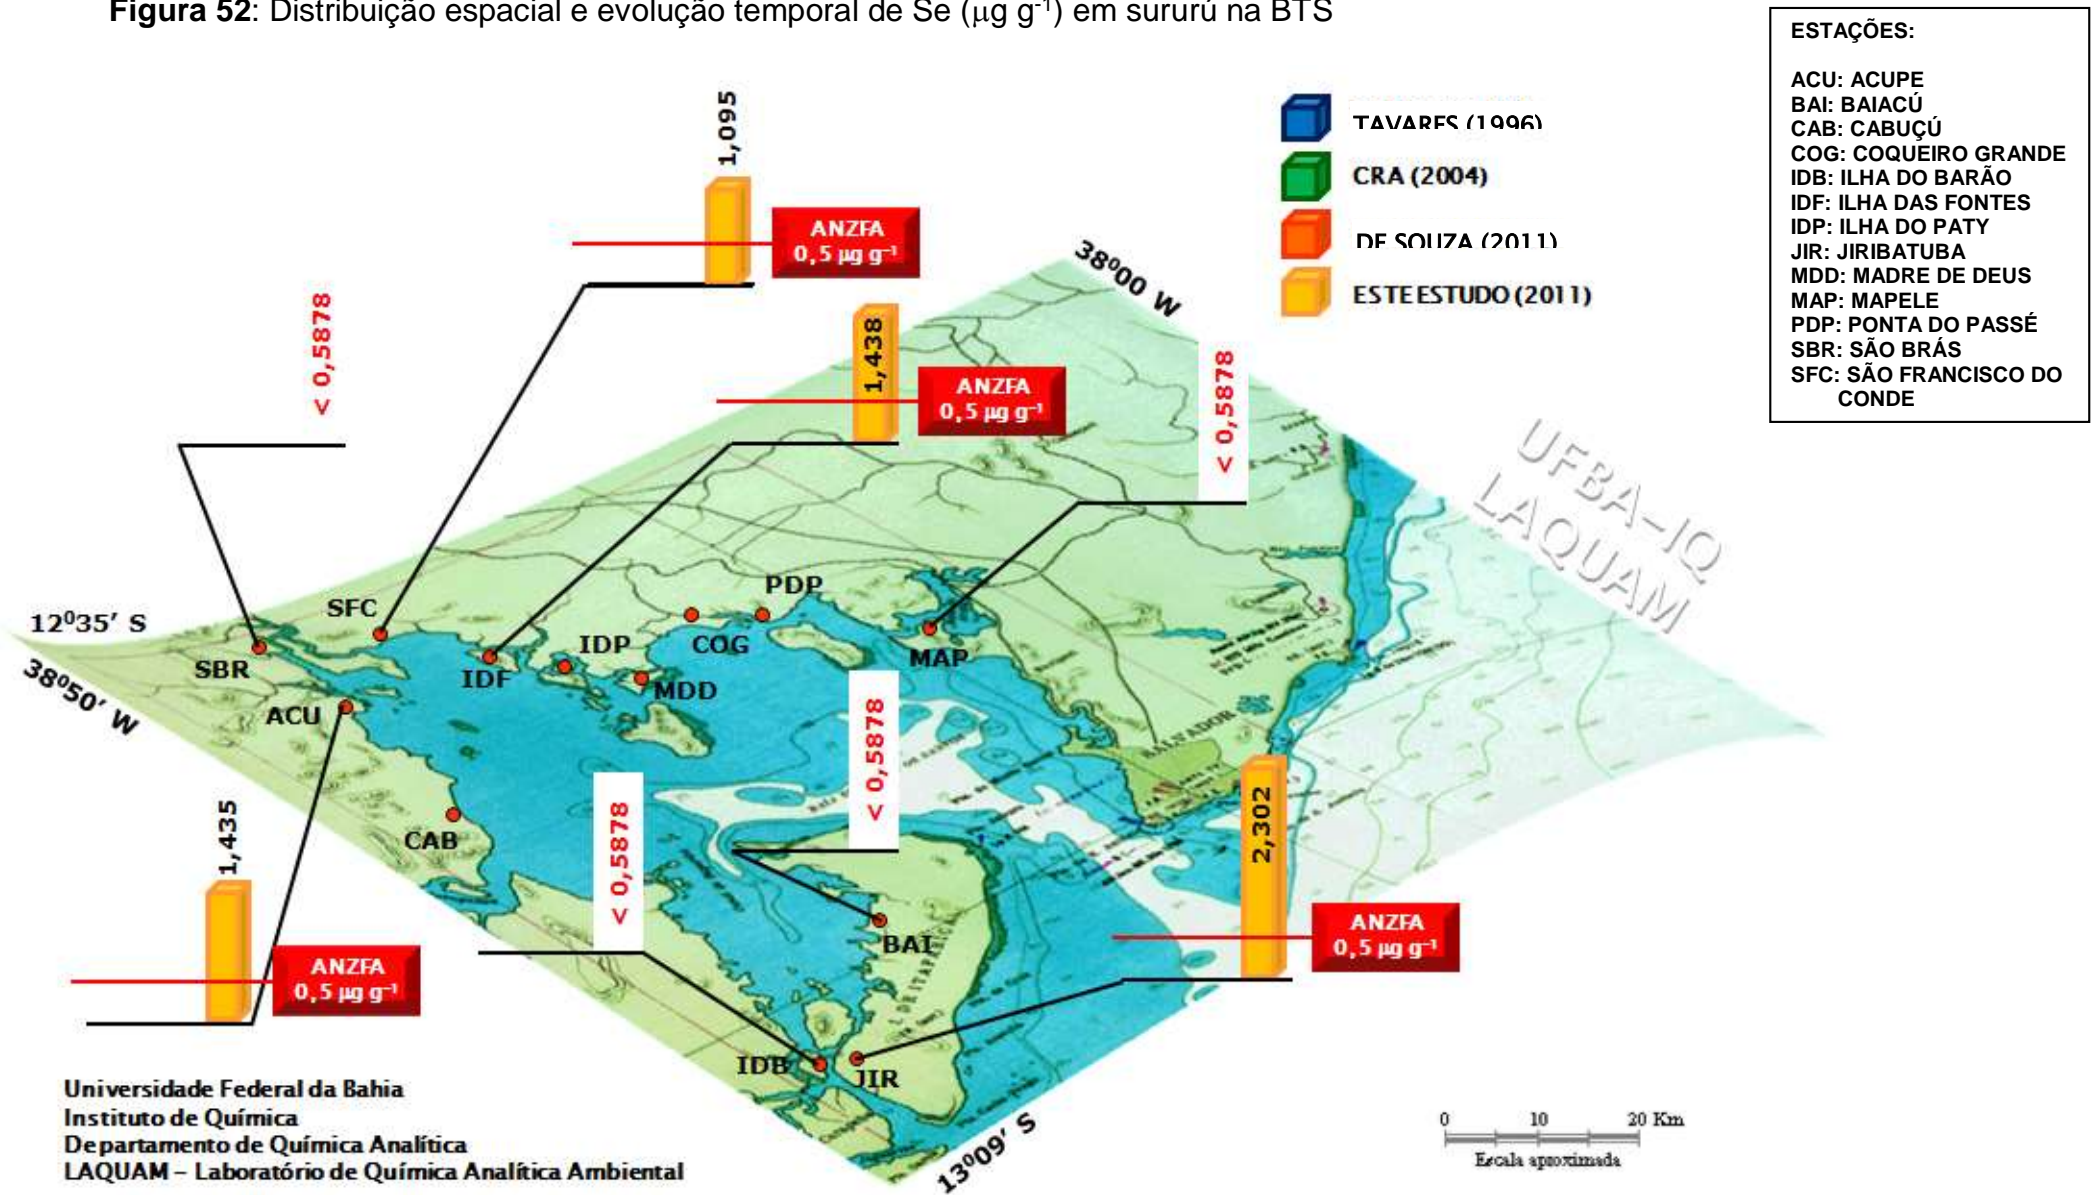 Figura 52: Distribuição espacial e evolução temporal de Se (µg g⁻¹) em sururú na BTS
ESTAÇÕES:
ACU: ACUPE
BAI: BAIACÚ
CAB: CABUÇÚ
COG: COQUEIRO GRANDE
IDB: ILHA DO BARÃO
IDF: ILHA DAS FONTES
IDP: ILHA DO PATY
JIR: JIRIBATUBA
MDD: MADRE DE DEUS
MAP: MAPELE
PDP: PONTA DO PASSÉ
SBR: SÃO BRÁS
SFC: SÃO FRANCISCO DO
CONDE
TAVARES (1996)
CRA (2004)
DE SOUZA (2011)
ESTE ESTUDO (2011)
1,095
ANZFA
0,5 µg g⁻¹
< 0,5878
1,438
ANZFA
0,5 µg g⁻¹
38⁰00 W
< 0,5878
UFBA-IQ
LAQUAM
12⁰35' S
38⁰50' W
SFC
SBR
ACU
IDF
IDP
MDD
COG
PDP
MAP
CAB
SALVADOR
< 0,5878
< 0,5878
2,302
ANZFA
0,5 µg g⁻¹
1,435
ANZFA
0,5 µg g⁻¹
BAI
I. DE ITAPARICA
IDB
JIR
13⁰09' S
Universidade Federal da Bahia
Instituto de Química
Departamento de Química Analítica
LAQUAM – Laboratório de Química Analítica Ambiental
0 10 20 Km
Escala aproximada